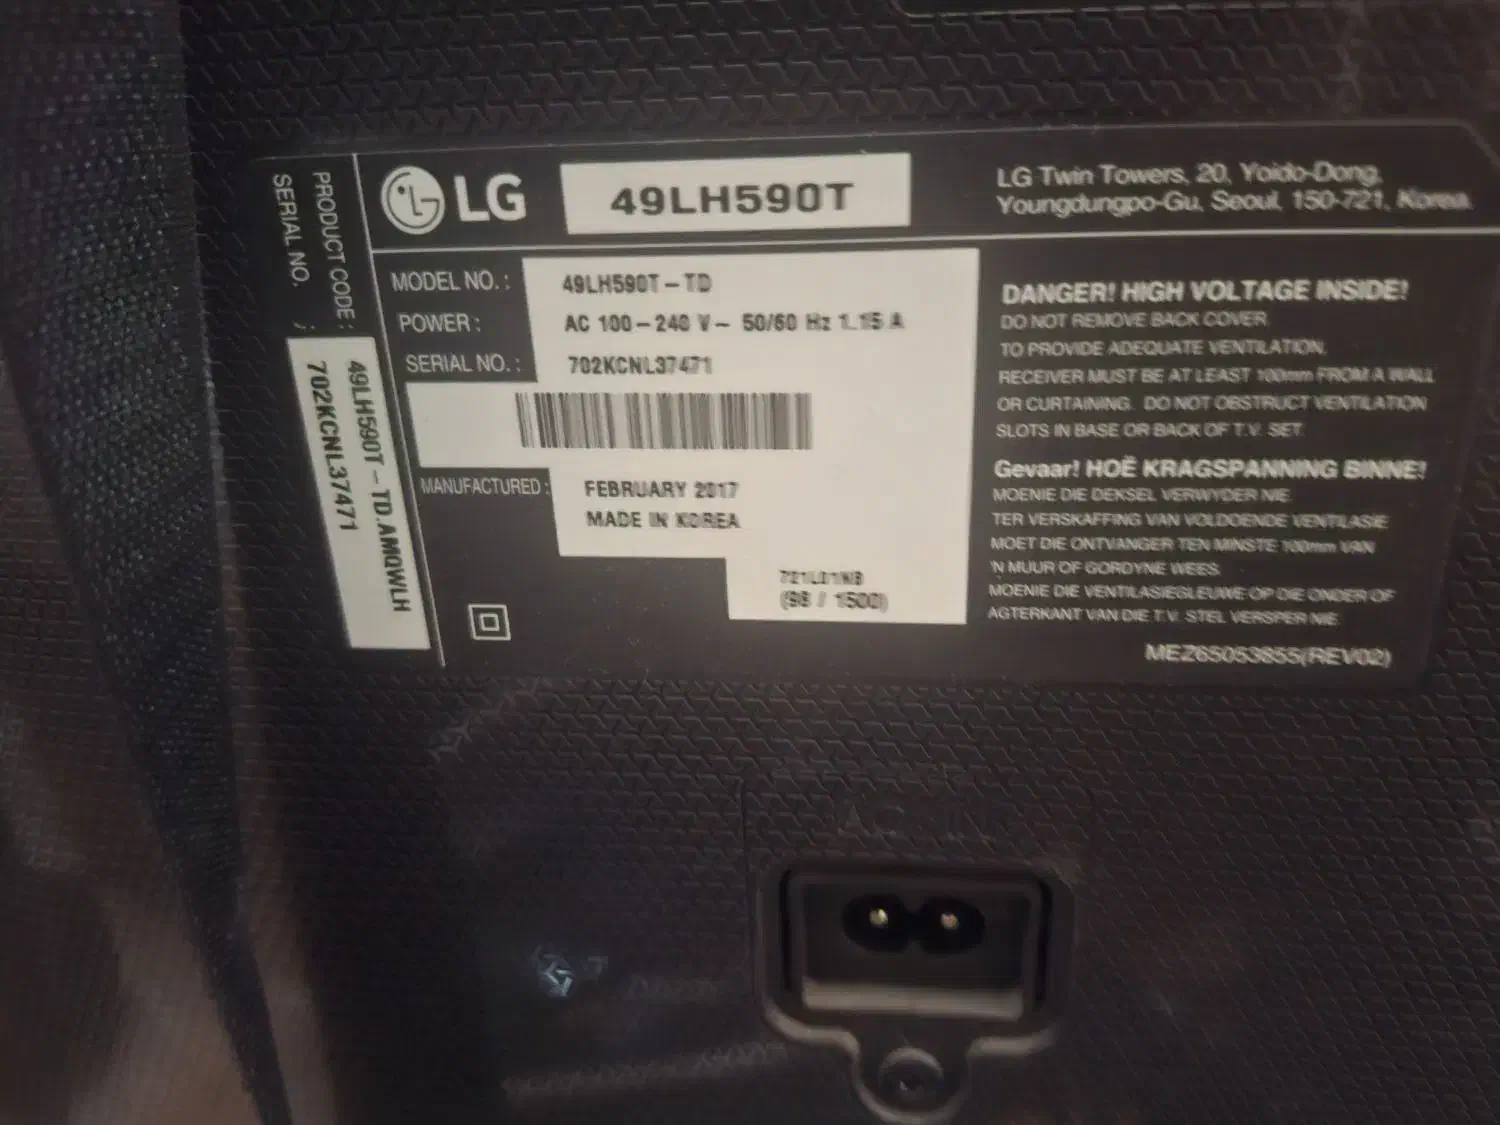 PRODUCT CODE :
SERIAL NO. :
49LH590T-TD.AMQWLH
702KCNL37471
LG
49LH590T
LG Twin Towers, 20, Yoido-Dong,
Youngdungpo-Gu, Seoul, 150-721, Korea
MODEL NO. : 49LH590T-TD
POWER : AC 100-240 V~ 50/60 Hz 1.15 A
SERIAL NO. : 702KCNL37471
MANUFACTURED : FEBRUARY 2017
MADE IN KOREA
721L01NB
(98 / 1500)
DANGER! HIGH VOLTAGE INSIDE!
DO NOT REMOVE BACK COVER.
TO PROVIDE ADEQUATE VENTILATION,
RECEIVER MUST BE AT LEAST 100mm FROM A WALL
OR CURTAINING. DO NOT OBSTRUCT VENTILATION
SLOTS IN BASE OR BACK OF T.V. SET.
Gevaar! HOË KRAGSPANNING BINNE!
MOENIE DIE DEKSEL VERWYDER NIE.
TER VERSKAFFING VAN VOLDOENDE VENTILASIE
MOET DIE ONTVANGER TEN MINSTE 100mm VAN
'N MUUR OF GORDYNE WEES.
MOENIE DIE VENTILASIEGLEUWE OP DIE ONDER OF
AGTERKANT VAN DIE T.V. STEL VERSPER NIE.
MEZ65053855(REV02)
AC IN